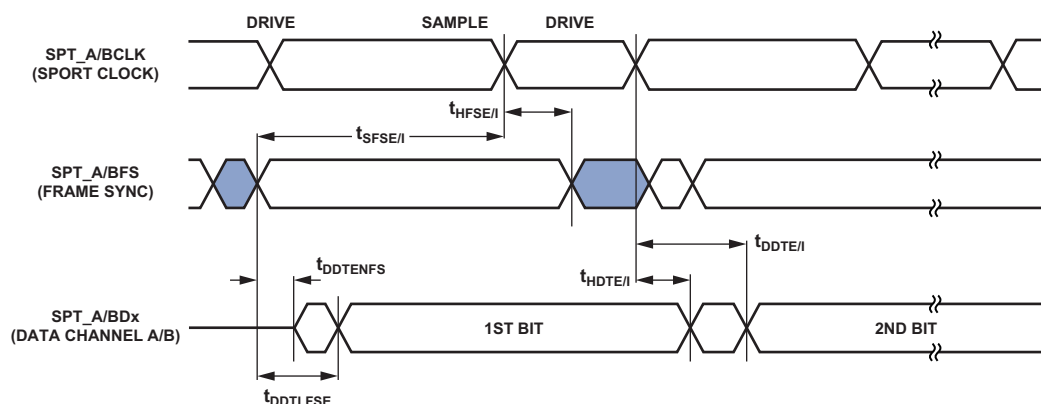 DRIVE SAMPLE DRIVE
SPT_A/BCLK
(SPORT CLOCK)
tHFSE/I
tSFSE/I
SPT_A/BFS
(FRAME SYNC)
tDDTE/I
tDDTENFS
tHDTE/I
SPT_A/BDx
(DATA CHANNEL A/B)
1ST BIT 2ND BIT
tDDTLFSE